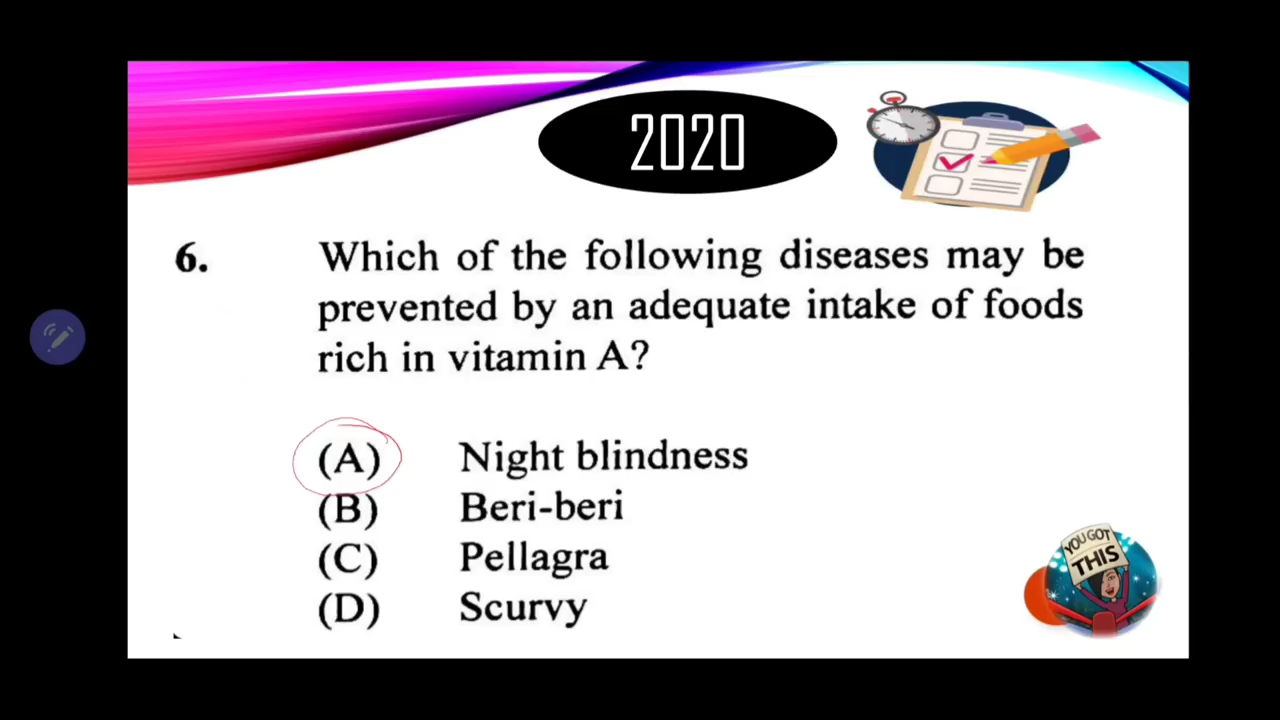 2020
6. Which of the following diseases may be
prevented by an adequate intake of foods
rich in vitamin A?
(A) Night blindness
(B) Beri-beri
(C) Pellagra
(D) Scurvy
YOU GOT
THIS